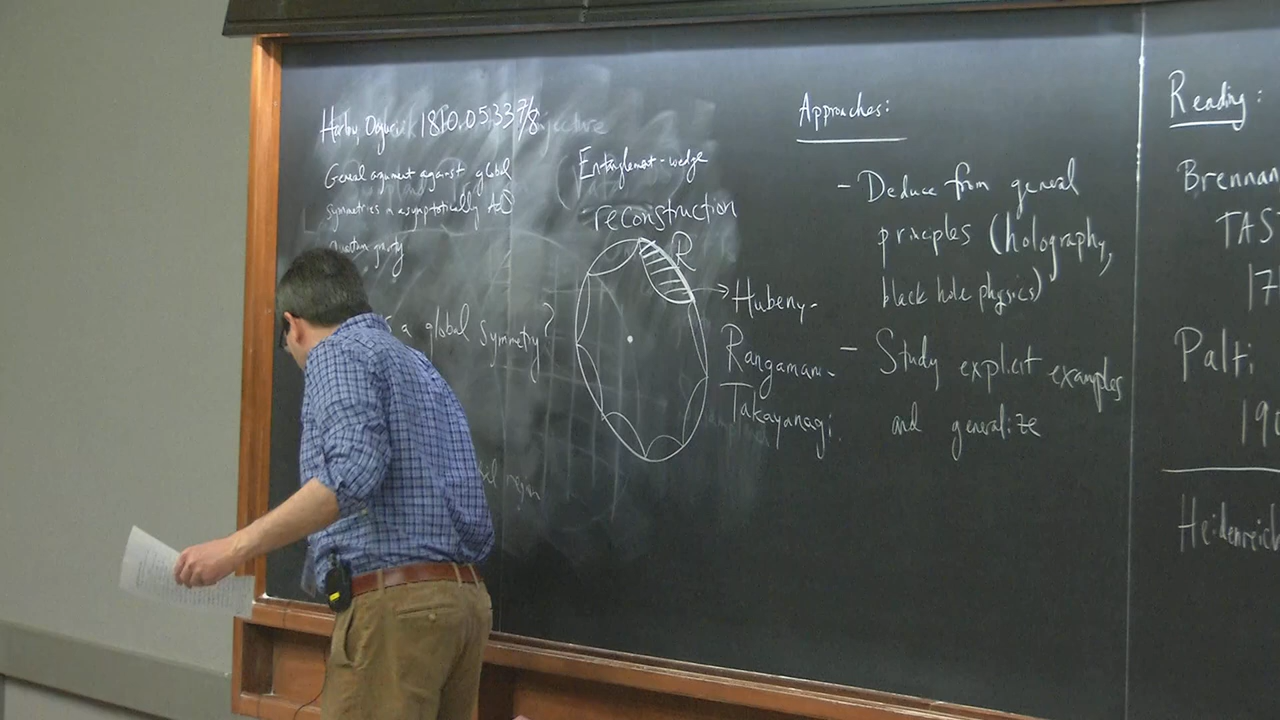 Harlow, Ooguri 1810.05337/8
General argument against global
symmetries in asymptotically AdS
quantum gravity
a global symmetry?
Entanglement-wedge
reconstruction
R
Hubeny-
Rangamani-
Takayanagi.
Approaches:
- Deduce from general
principles (holography,
black hole physics)
- Study explicit examples
and generalize
Reading:
Brennan
TAS
17
Palti
190
Heidenreich